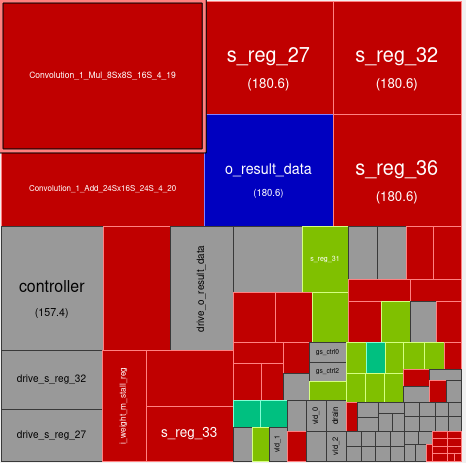 Convolution_1_Mul_8Sx8S_16S_4_19
s_reg_27
(180.6)
s_reg_32
(180.6)
Convolution_1_Add_24Sx16S_24S_4_20
o_result_data
(180.6)
s_reg_36
(180.6)
controller
(157.4)
drive_o_result_data
s_reg_31
drive_s_reg_32
drive_s_reg_27
i_weight_m_stall_reg
s_reg_33
gs_ctrl0
gs_ctrl2
vld_0
drain
vld_1
vld_2